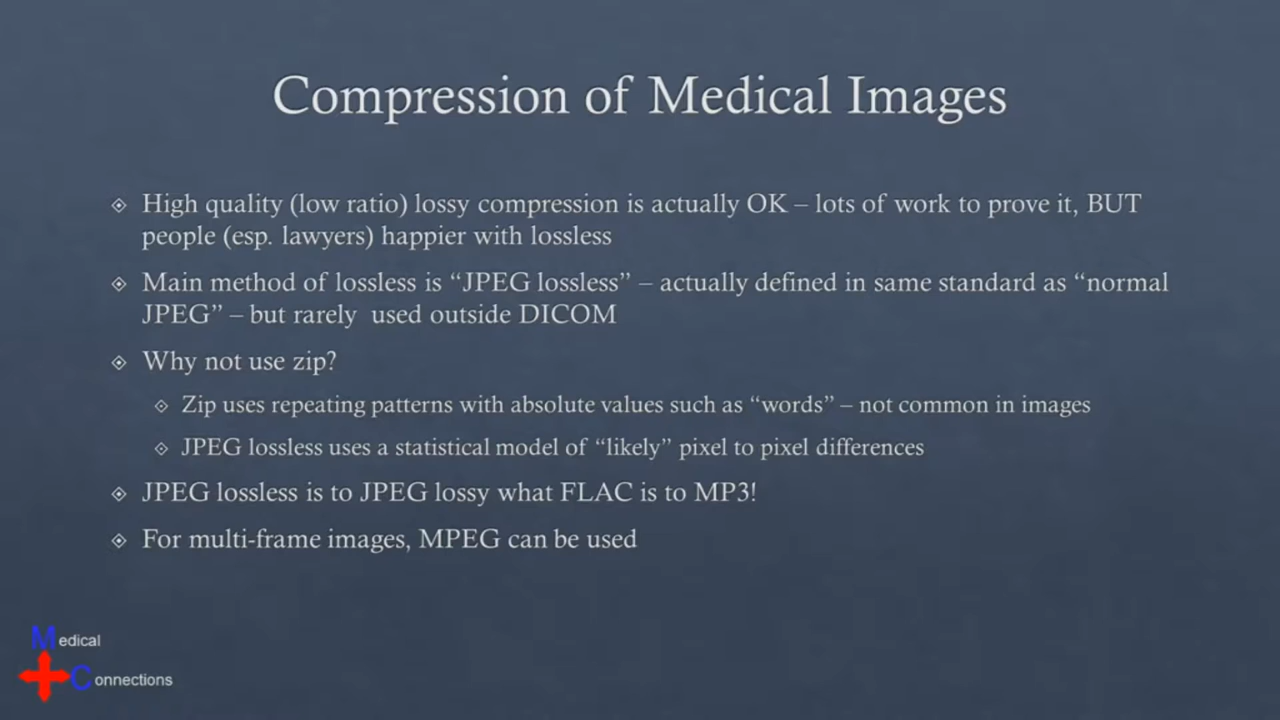 Compression of Medical Images
High quality (low ratio) lossy compression is actually OK – lots of work to prove it, BUT
people (esp. lawyers) happier with lossless
Main method of lossless is “JPEG lossless” – actually defined in same standard as “normal
JPEG” – but rarely  used outside DICOM
Why not use zip?
Zip uses repeating patterns with absolute values such as “words” – not common in images
JPEG lossless uses a statistical model of “likely” pixel to pixel differences
JPEG lossless is to JPEG lossy what FLAC is to MP3!
For multi-frame images, MPEG can be used
Medical
Connections